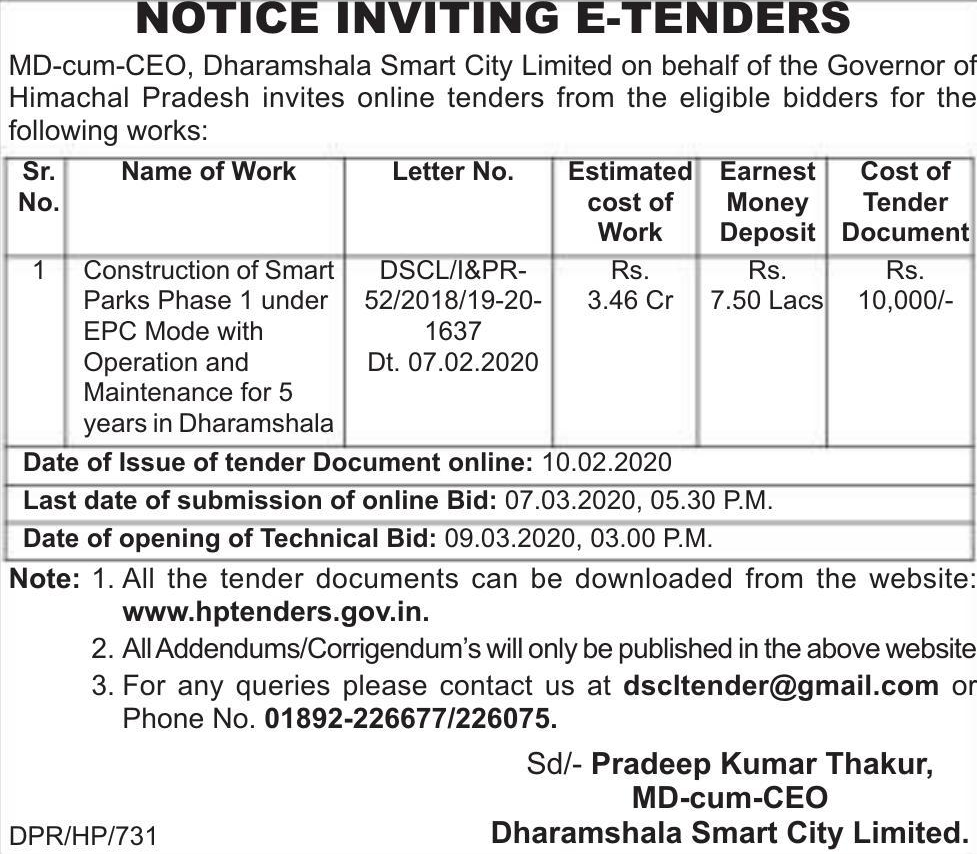 NOTICE INVITING E-TENDERS
MD-cum-CEO, Dharamshala Smart City Limited on behalf of the Governor of
Himachal Pradesh invites online tenders from the eligible bidders for the
following works:
Sr. No. Name of Work Letter No. Estimated cost of Work Earnest Money Deposit Cost of Tender Document
1
Construction of Smart
Parks Phase 1 under
EPC Mode with
Operation and
Maintenance for 5
years in Dharamshala
DSCL/I&PR-
52/2018/19-20-
1637
Dt. 07.02.2020
Rs.
3.46 Cr
Rs.
7.50 Lacs
Rs.
10,000/-
Date of Issue of tender Document online: 10.02.2020
Last date of submission of online Bid: 07.03.2020, 05.30 P.M.
Date of opening of Technical Bid: 09.03.2020, 03.00 P.M.
Note: 1. All the tender documents can be downloaded from the website:
www.hptenders.gov.in.
2. All Addendums/Corrigendum's will only be published in the above website
3. For any queries please contact us at dscltender@gmail.com or
Phone No. 01892-226677/226075.
Sd/- Pradeep Kumar Thakur,
MD-cum-CEO
DPR/HP/731 Dharamshala Smart City Limited.